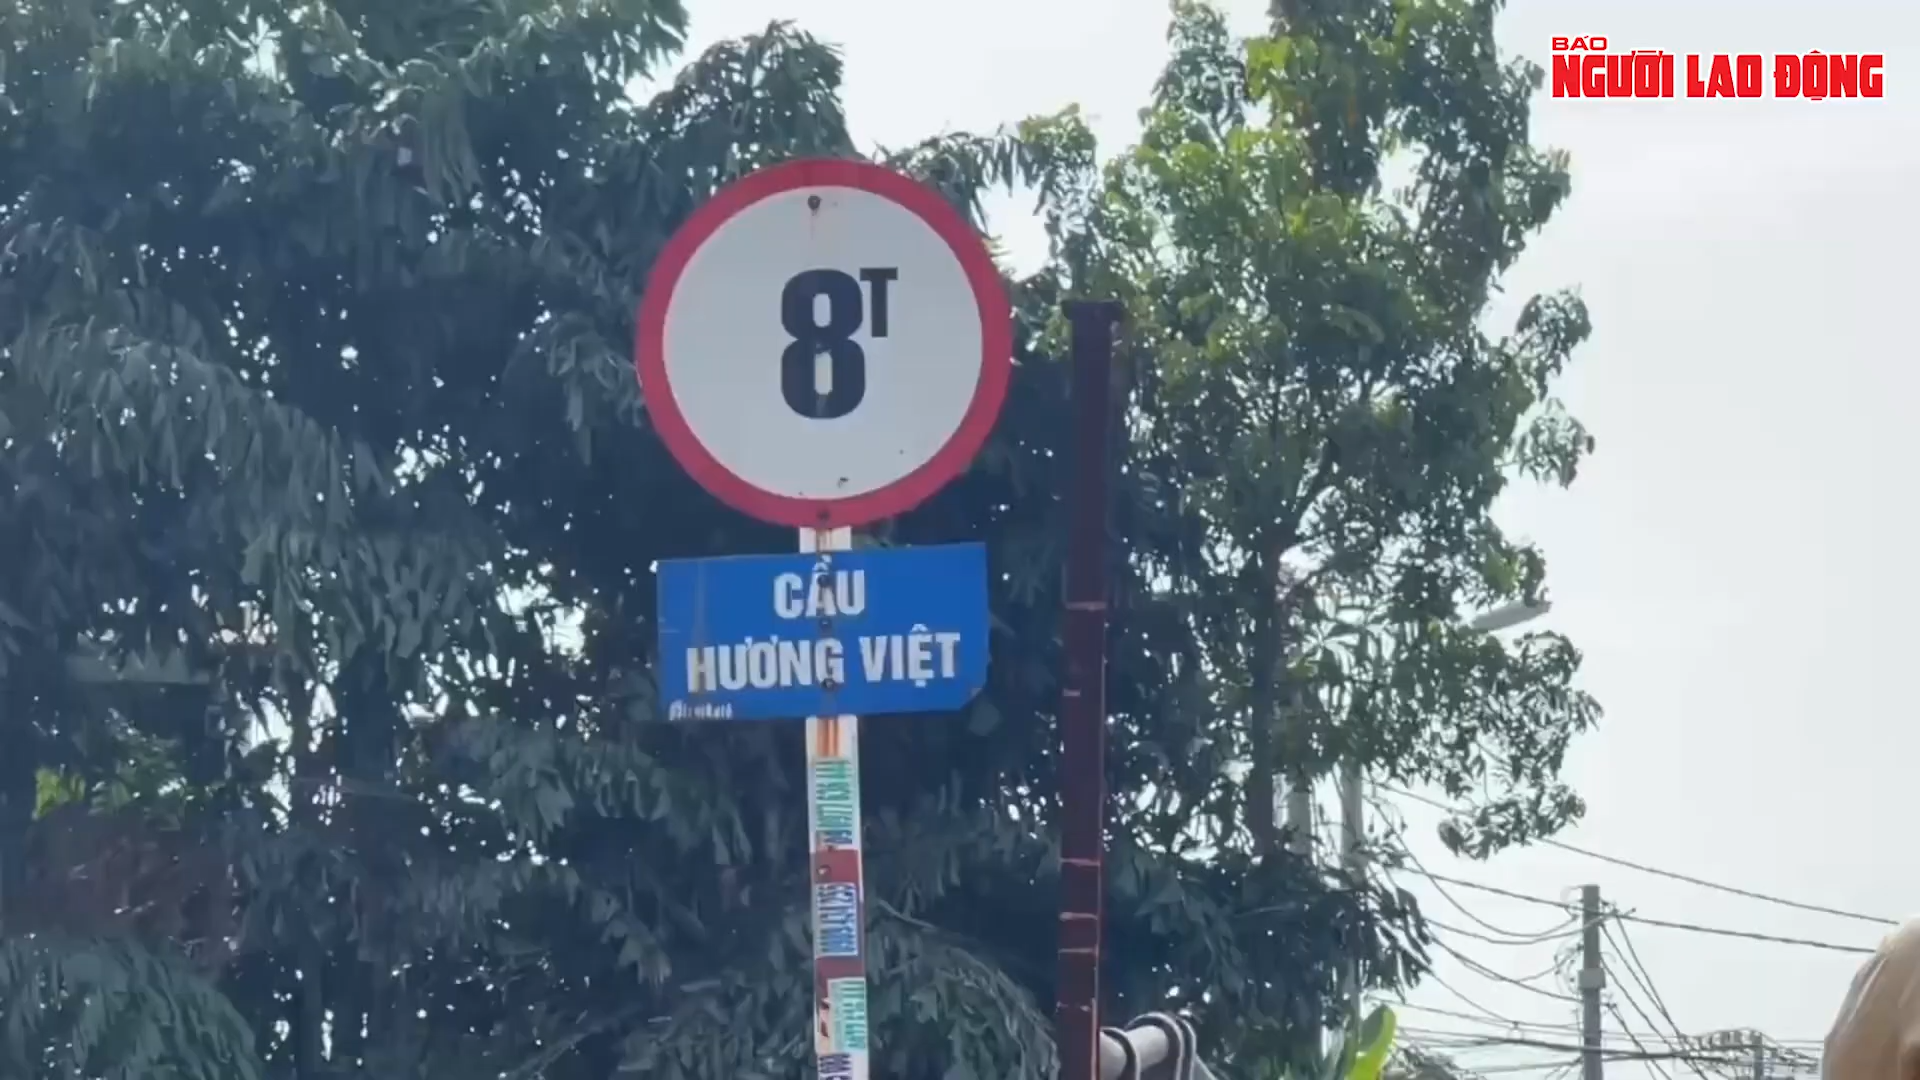 BÁO
NGƯỜI LAO ĐỘNG
8T
CẦU
HƯƠNG VIỆT